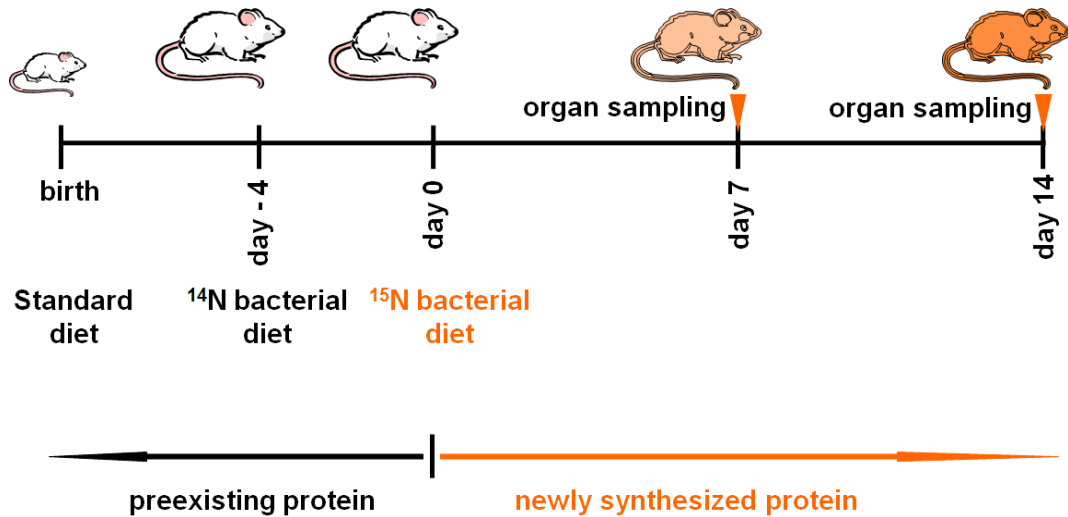 organ sampling
organ sampling
birth
day - 4
day 0
day 7
day 14
Standard
diet
¹⁴N bacterial
diet
¹⁵N bacterial
diet
preexisting protein
newly synthesized protein